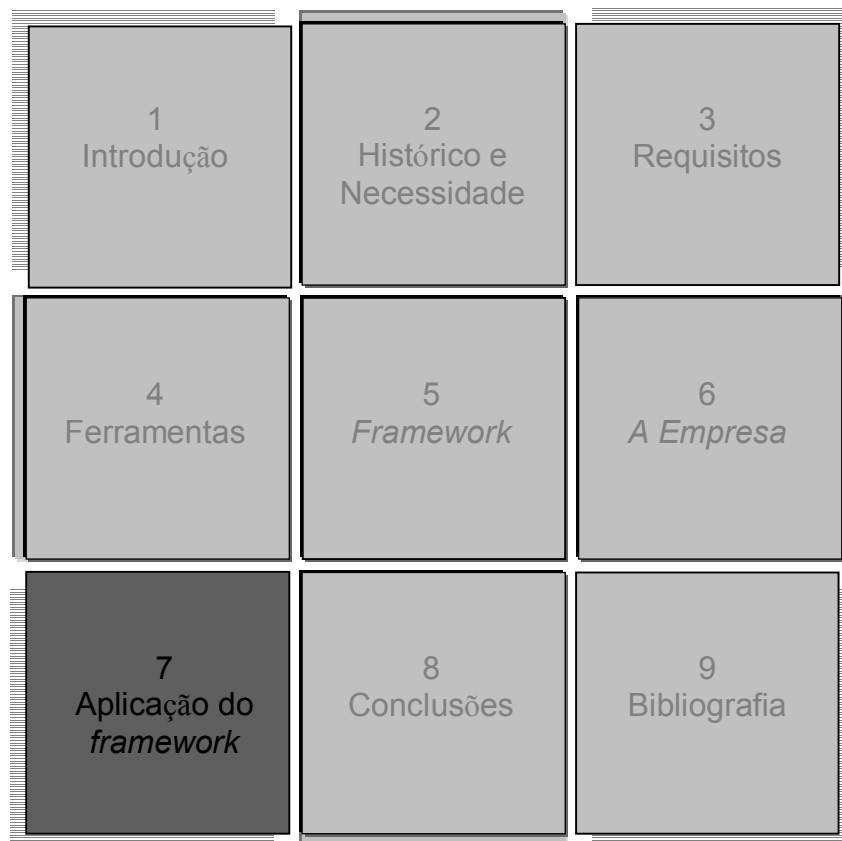 1
Introdução
2
Histórico e
Necessidade
3
Requisitos
4
Ferramentas
5
Framework
6
A Empresa
7
Aplicação do
framework
8
Conclusões
9
Bibliografia